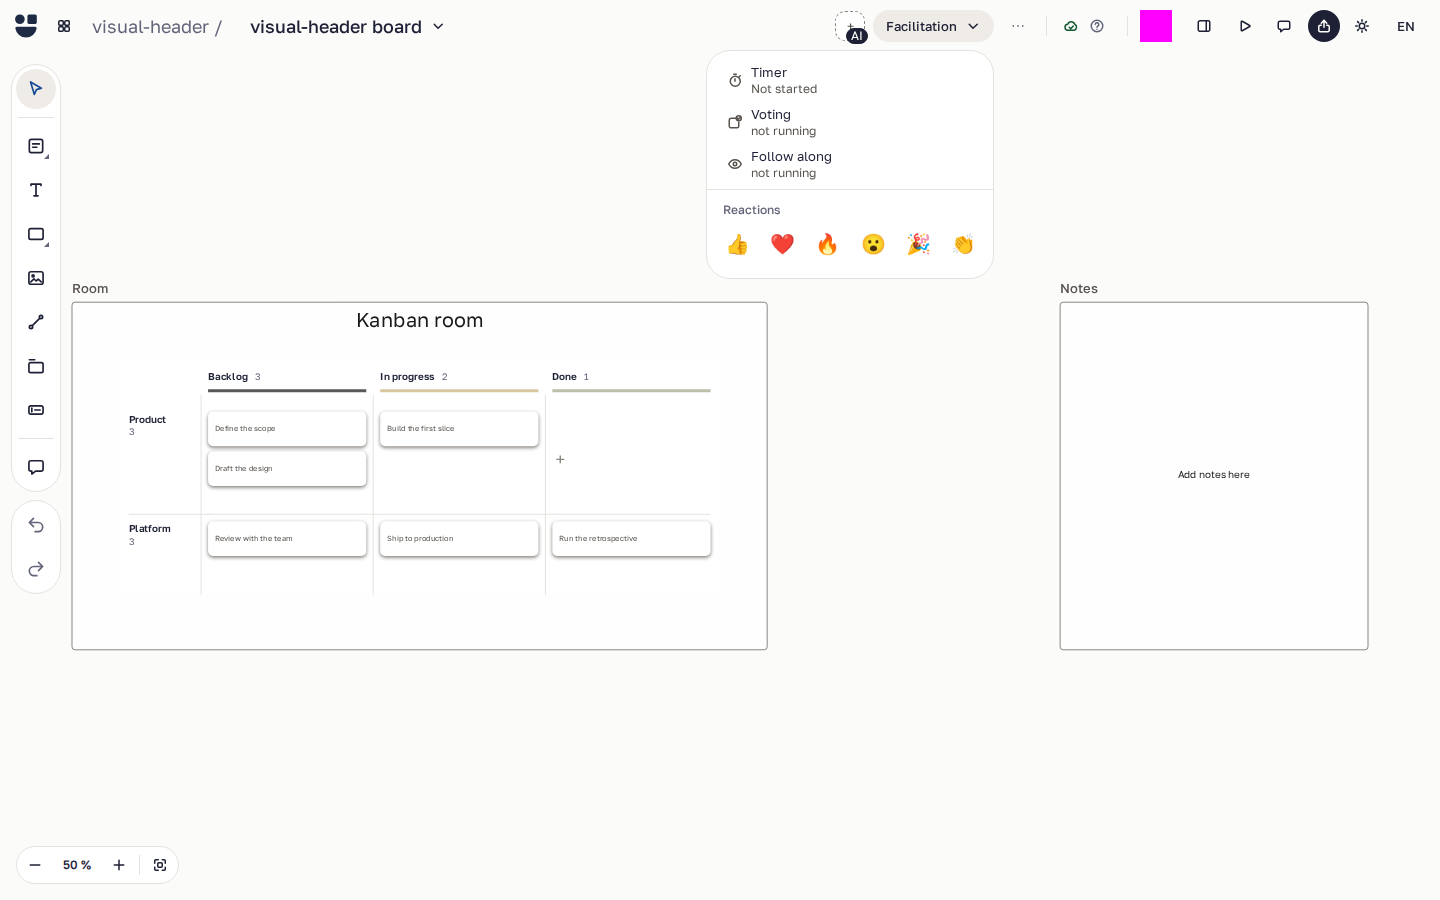 visual-header /
visual-header board
AI
Facilitation
EN
Timer
Not started
Voting
not running
Follow along
not running
Reactions
Room
Notes
Kanban room
Backlog 3
In progress 2
Done 1
Product
3
Define the scope
Build the first slice
Draft the design
Platform
3
Review with the team
Ship to production
Run the retrospective
Add notes here
50 %